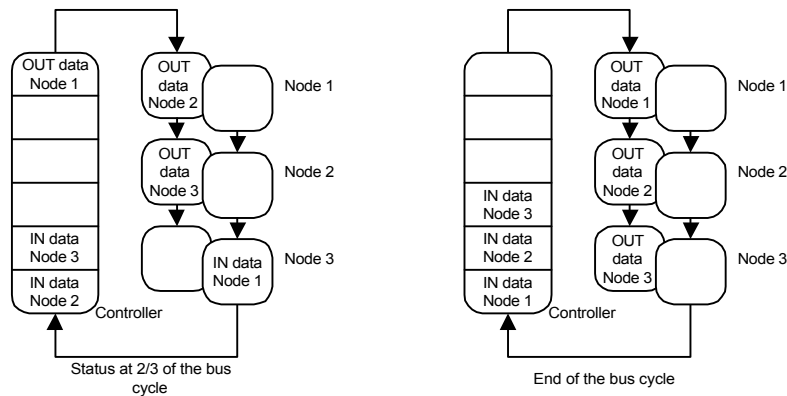 OUT data
Node 1
OUT
data
Node 2
Node 1
OUT
data
Node 3
Node 2
IN data
Node 3
IN data
Node 2
IN data
Node 1
Node 3
Controller
Status at 2/3 of the bus
cycle
OUT
data
Node 1
Node 1
OUT
data
Node 2
Node 2
IN data
Node 3
IN data
Node 2
IN data
Node 1
OUT
data
Node 3
Node 3
Controller
End of the bus cycle